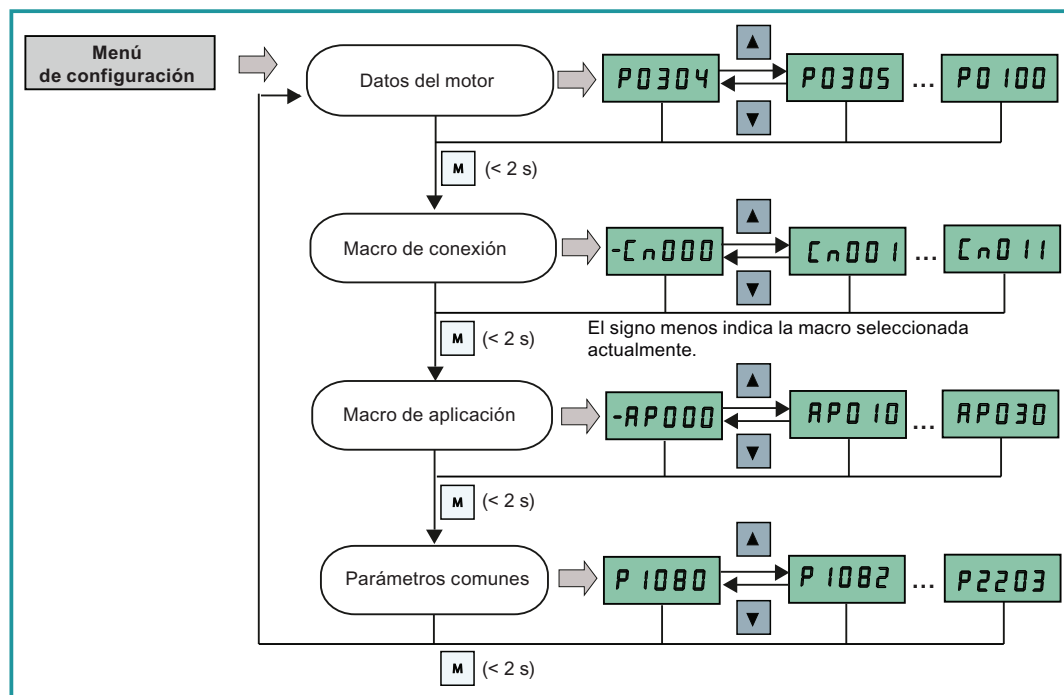 Menú
de configuración
Datos del motor
P0304
▲
▼
P0305
...
P0100
M (< 2 s)
Macro de conexión
-Cn000
▲
▼
Cn001
...
Cn011
El signo menos indica la macro seleccionada
actualmente.
M (< 2 s)
Macro de aplicación
-AP000
▲
▼
AP010
...
AP030
M (< 2 s)
Parámetros comunes
P1080
▲
▼
P1082
...
P2203
M (< 2 s)